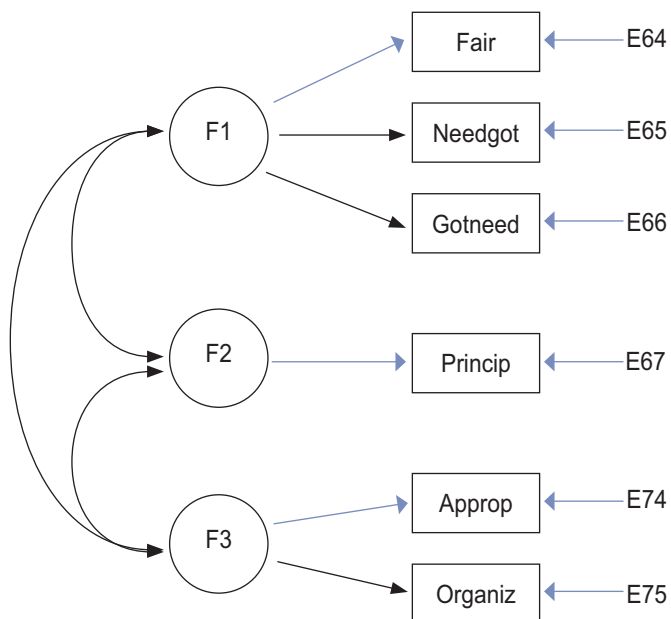 Fair
E64
F1
Needgot
E65
Gotneed
E66
F2
Princip
E67
Approp
E74
F3
Organiz
E75